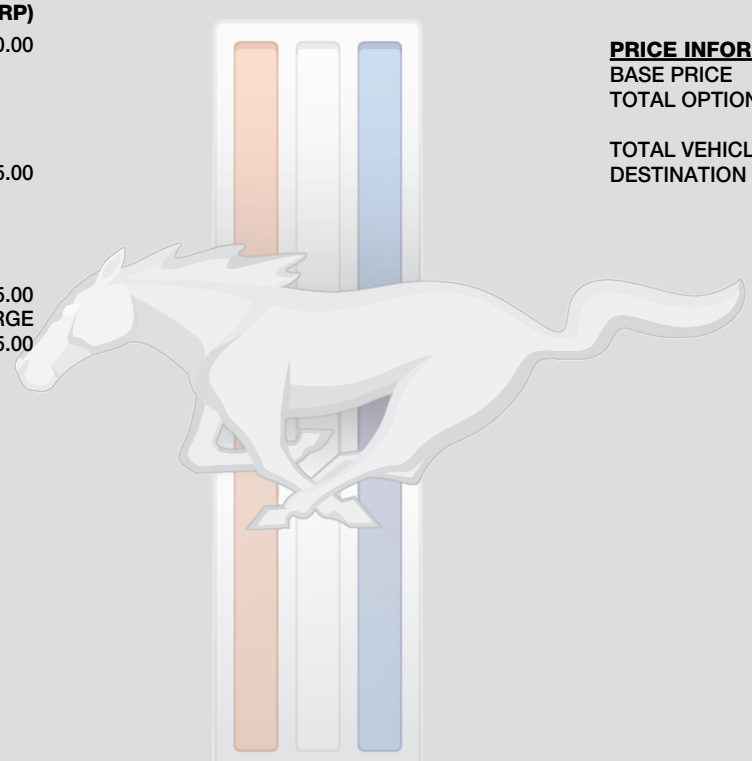 RP)
0.00
5.00
5.00
RGE
5.00
PRICE INFOR
BASE PRICE
TOTAL OPTION
TOTAL VEHICL
DESTINATION